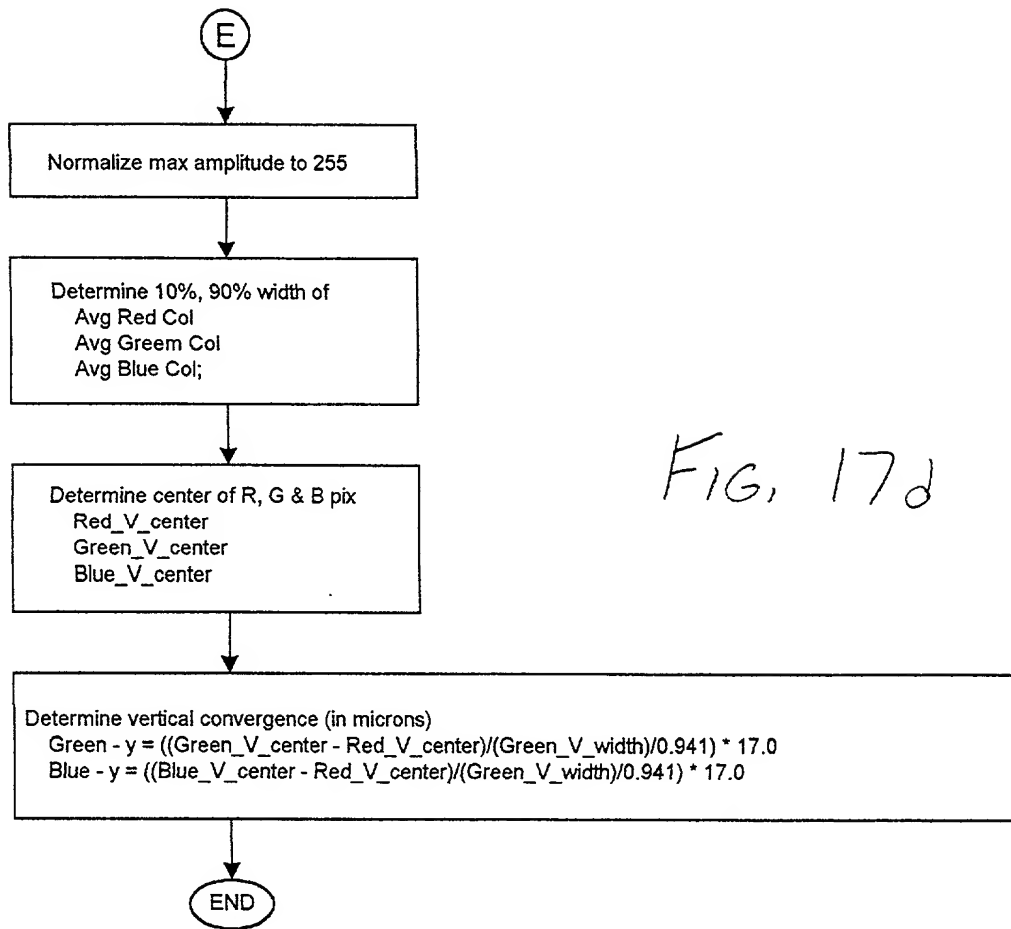 E
Normalize max amplitude to 255
Determine 10%, 90% width of
Avg Red Col
Avg Greem Col
Avg Blue Col;
Determine center of R, G & B pix
Red_V_center
Green_V_center
Blue_V_center
FIG. 17d
Determine vertical convergence (in microns)
Green - y = ((Green_V_center - Red_V_center)/(Green_V_width)/0.941) * 17.0
Blue - y = ((Blue_V_center - Red_V_center)/(Green_V_width)/0.941) * 17.0
END